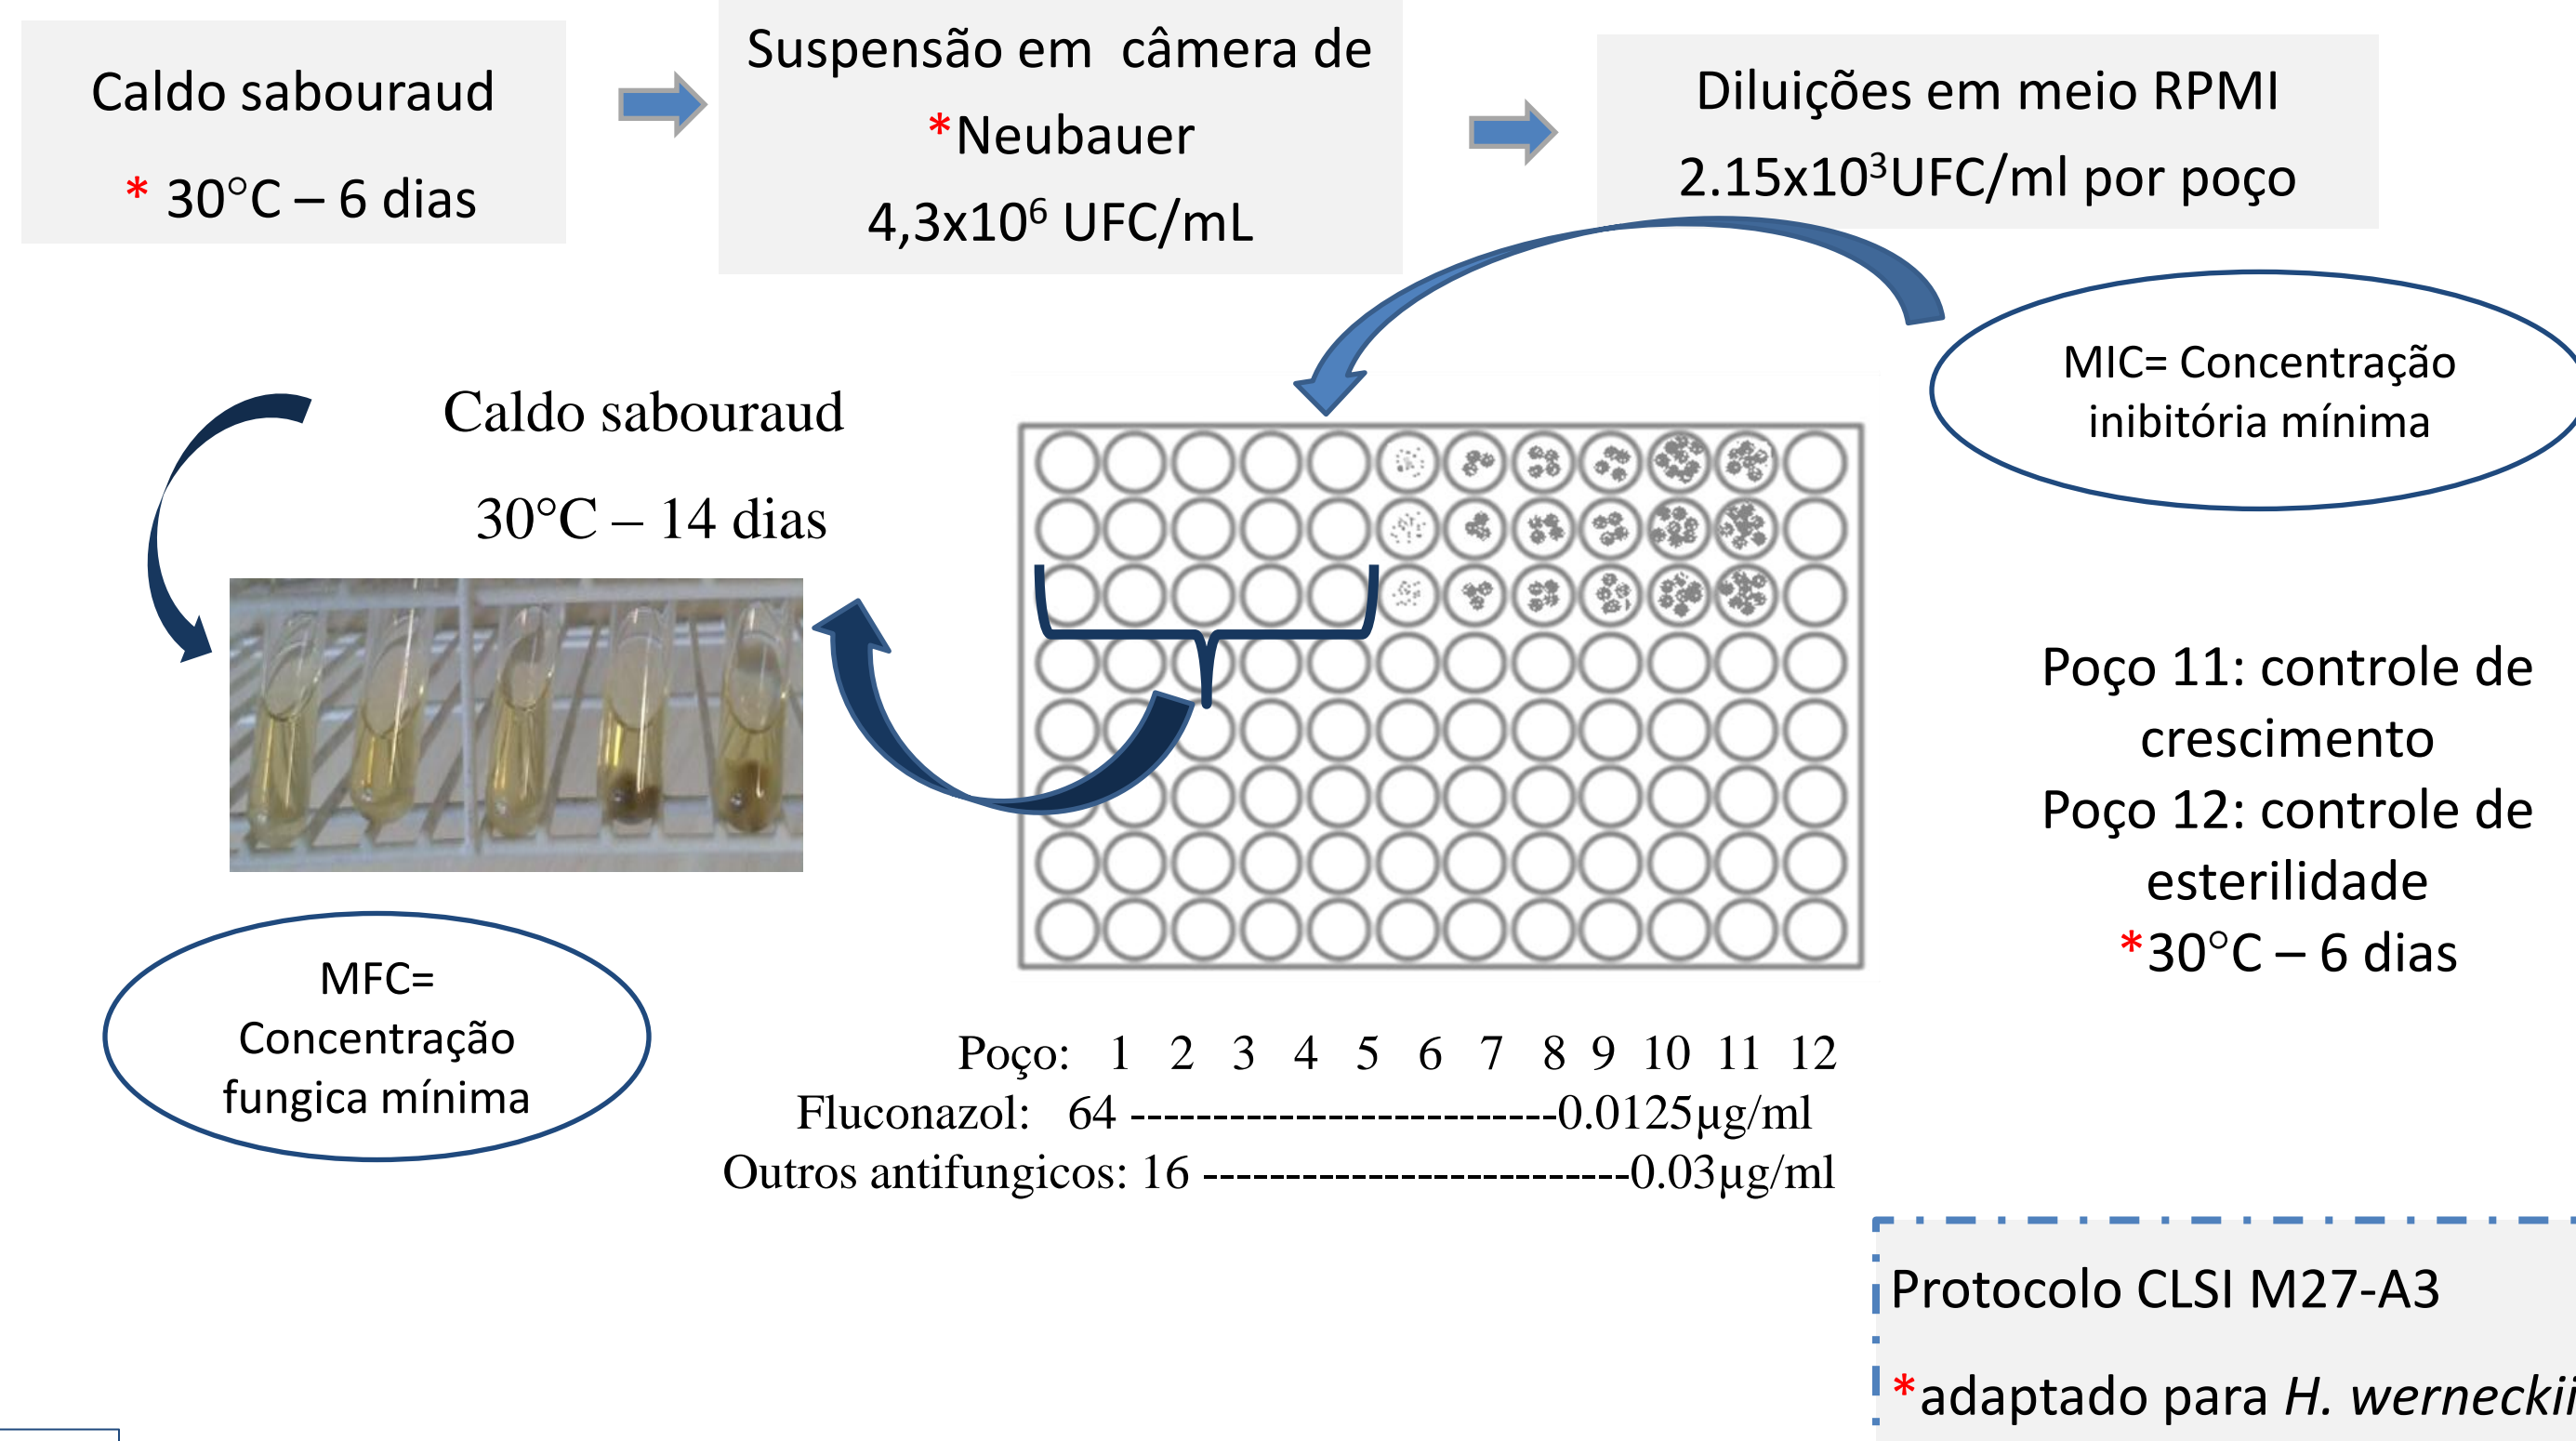 Caldo sabouraud
* 30°C – 6 dias
Suspensão em câmera de
*Neubauer
4,3x10⁶ UFC/mL
Diluições em meio RPMI
2.15x10³UFC/ml por poço
MIC= Concentração
inibitória mínima
Caldo sabouraud
30°C – 14 dias
Poço 11: controle de
crescimento
Poço 12: controle de
esterilidade
*30°C – 6 dias
MFC=
Concentração
fungica mínima
Poço: 1 2 3 4 5 6 7 8 9 10 11 12
Fluconazol: 64 --------------------------0.0125µg/ml
Outros antifungicos: 16 --------------------------0.03µg/ml
Protocolo CLSI M27-A3
*adaptado para H. werneckii